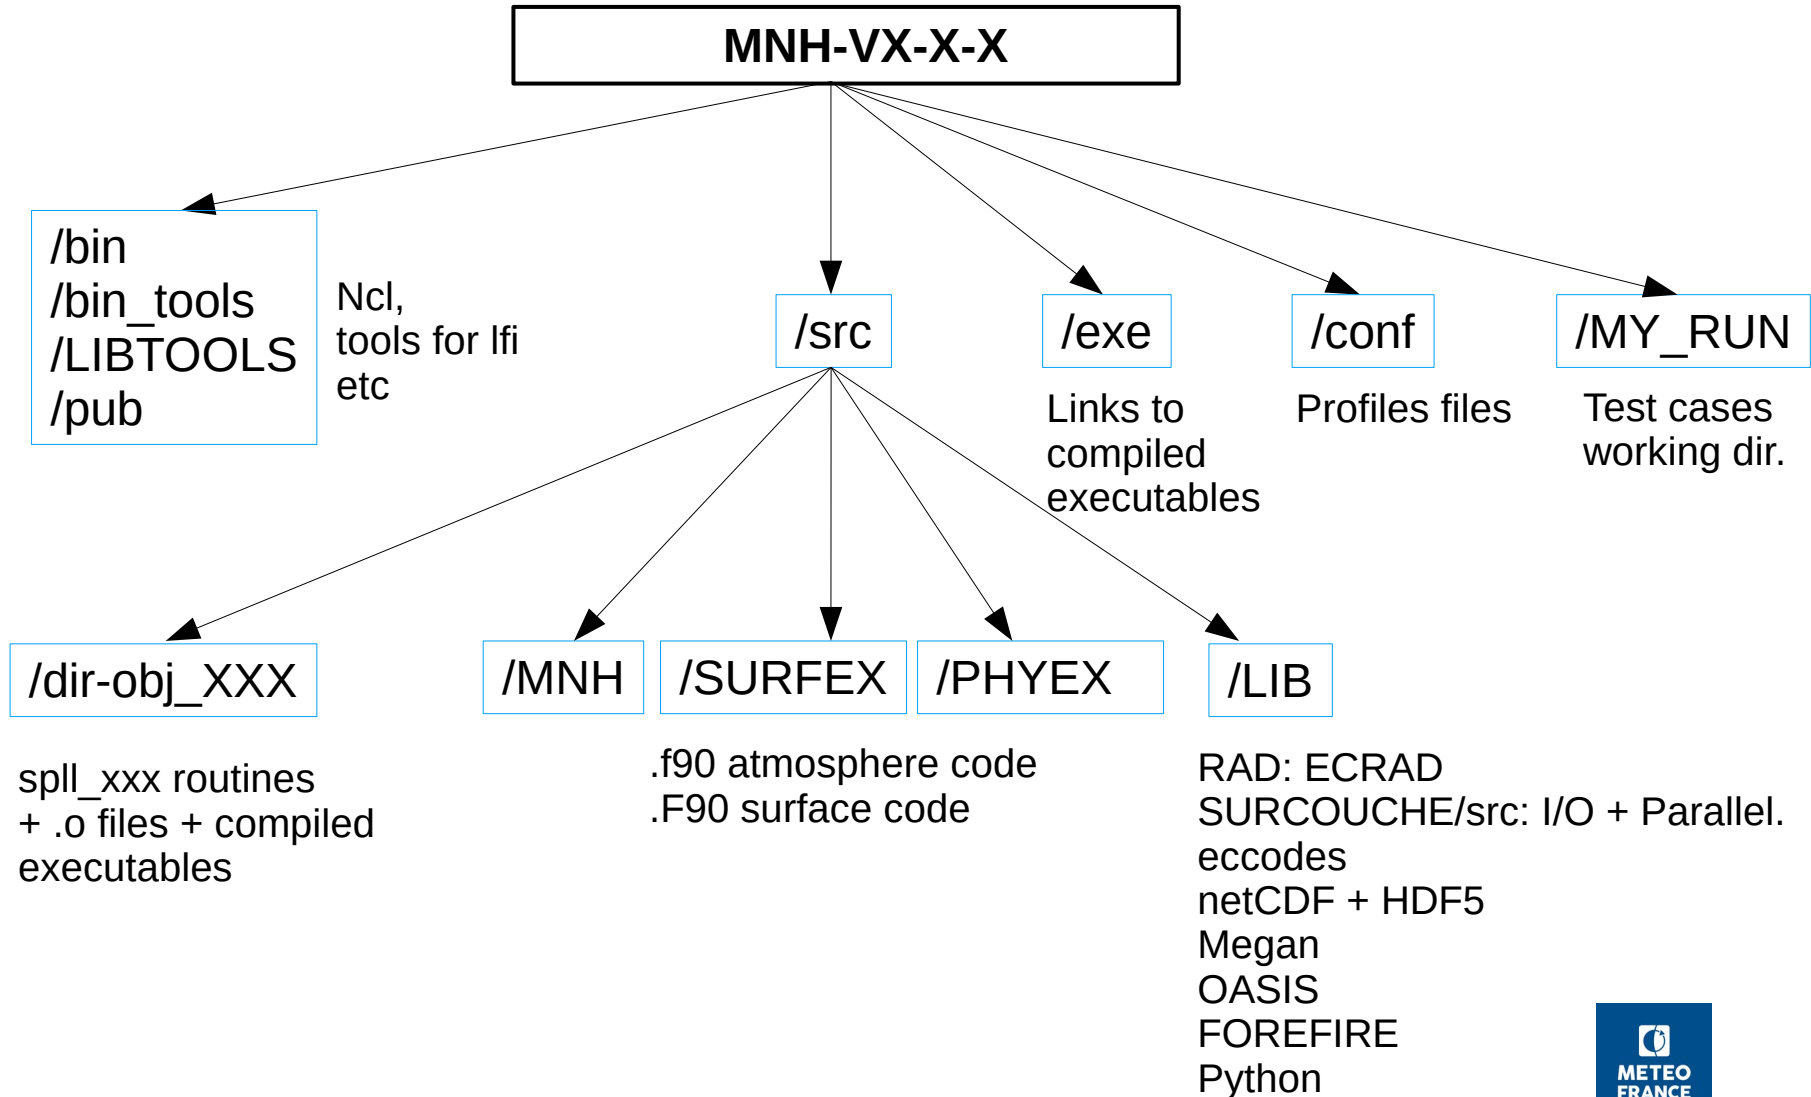 MNH-VX-X-X
/bin
/bin_tools
/LIBTOOLS
/pub
Ncl,
tools for lfi
etc
/src
/exe
/conf
/MY_RUN
Links to
compiled
executables
Profiles files
Test cases
working dir.
/dir-obj_XXX
/MNH
/SURFEX
/PHYEX
/LIB
spll_xxx routines
+ .o files + compiled
executables
.f90 atmosphere code
.F90 surface code
RAD: ECRAD
SURCOUCHE/src: I/O + Parallel.
eccodes
netCDF + HDF5
Megan
OASIS
FOREFIRE
Python
METEO
FRANCE